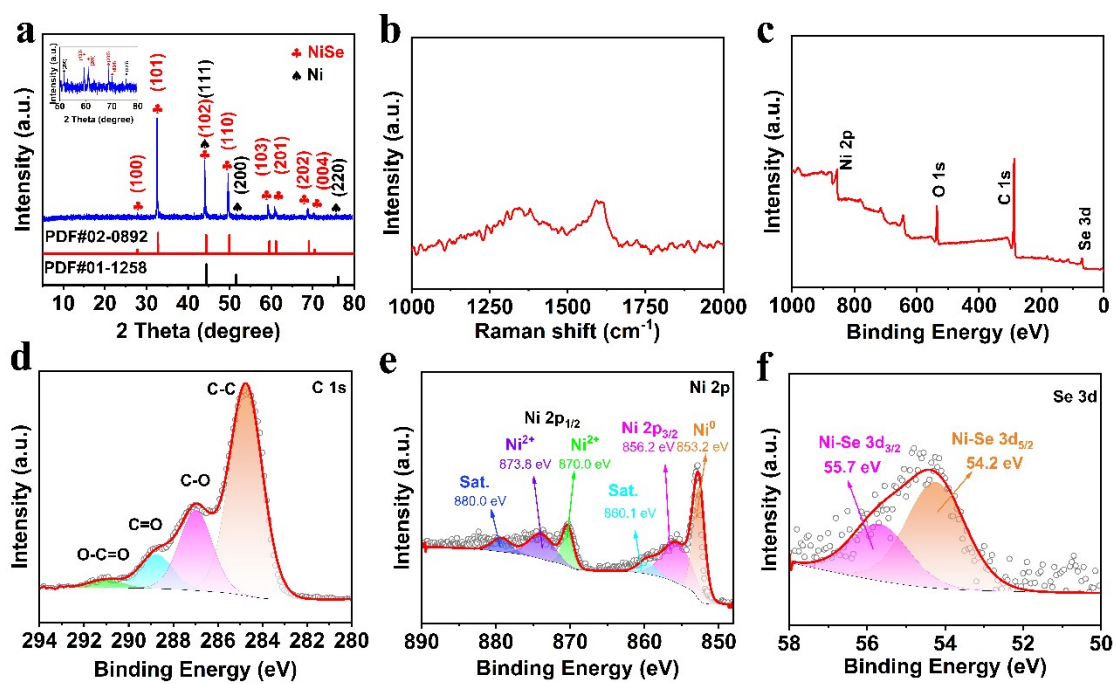 a
Intensity (a.u.)
50
60
70
80
2 Theta (degree)
♣ NiSe
♠ Ni
(100)
(101)
(102)
(111)
(110)
(200)
(103)
(201)
(202)
(004)
(220)
PDF#02-0892
PDF#01-1258
Intensity (a.u.)
10 20 30 40 50 60 70 80
2 Theta (degree)
b
Intensity (a.u.)
1000 1250 1500 1750 2000
Raman shift (cm⁻¹)
c
Intensity (a.u.)
Ni 2p
O 1s
C 1s
Se 3d
1000 800 600 400 200 0
Binding Energy (eV)
d
C 1s
C-C
C-O
C=O
O-C=O
Intensity (a.u.)
294 292 290 288 286 284 282 280
Binding Energy (eV)
e
Ni 2p
Ni 2p1/2
Ni²⁺
873.8 eV
Ni²⁺
870.0 eV
Ni 2p3/2
856.2 eV
Ni⁰
853.2 eV
Sat.
880.0 eV
Sat.
860.1 eV
Intensity (a.u.)
890 880 870 860 850
Binding Energy (eV)
f
Se 3d
Ni-Se 3d3/2
55.7 eV
Ni-Se 3d5/2
54.2 eV
Intensity (a.u.)
58 56 54 52 50
Binding Energy (eV)